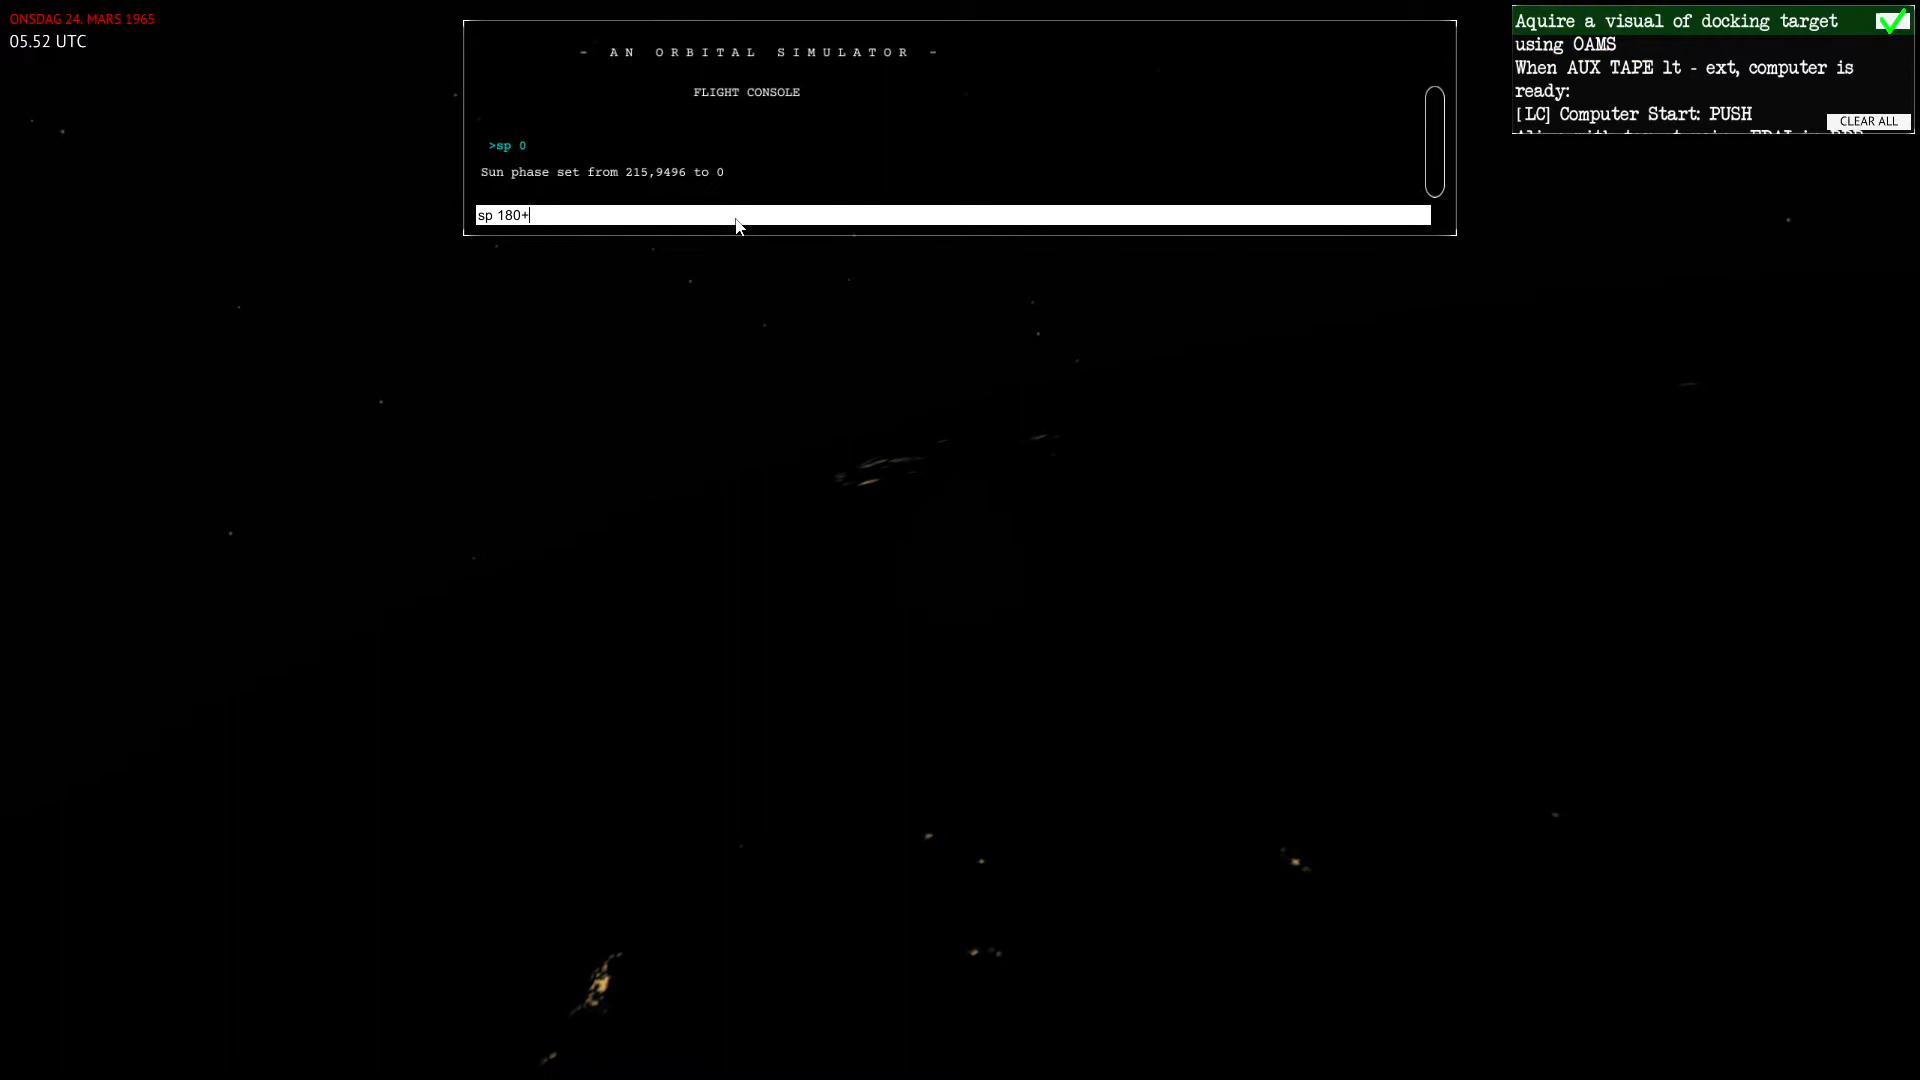 ONSDAG 24. MARS 1965
05.52 UTC
- AN ORBITAL SIMULATOR -
FLIGHT CONSOLE
>sp 0
Sun phase set from 215,9496 to 0
sp 180+
Aquire a visual of docking target
using OAMS
When AUX TAPE lt - ext, computer is
ready:
[LC] Computer Start: PUSH
CLEAR ALL